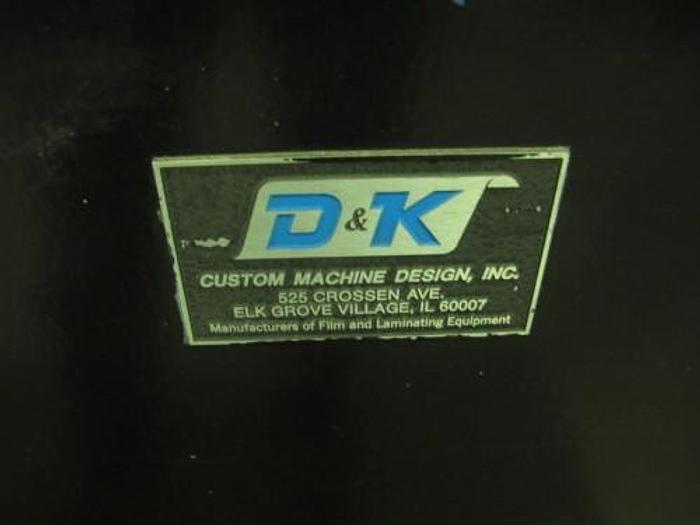 D&K
CUSTOM MACHINE DESIGN, INC.
525 CROSSEN AVE.
ELK GROVE VILLAGE, IL 60007
Manufacturers of Film and Laminating Equipment